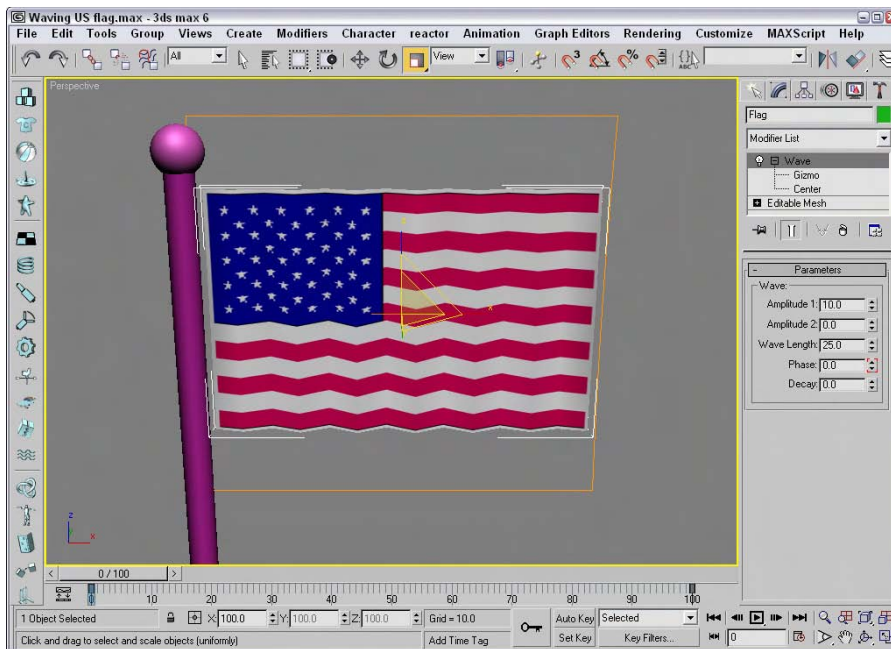 Waving US flag.max - 3ds max 6
File Edit Tools Group Views Create Modifiers Character reactor Animation Graph Editors Rendering Customize MAXScript Help
All View 3 % ABC
Perspective
Flag
Modifier List
Wave
Gizmo
Center
Editable Mesh
- Parameters
Wave:
Amplitude 1: 10.0
Amplitude 2: 0.0
Wave Length: 25.0
Phase: 0.0
Decay: 0.0
z
x
z x
< 0 / 100 >
0 10 20 30 40 50 60 70 80 90 100
1 Object Selected X: 100.0 Y: 100.0 Z: 100.0 Grid = 10.0 Auto Key Selected
Click and drag to select and scale objects (uniformly) Add Time Tag Set Key Key Filters... 0